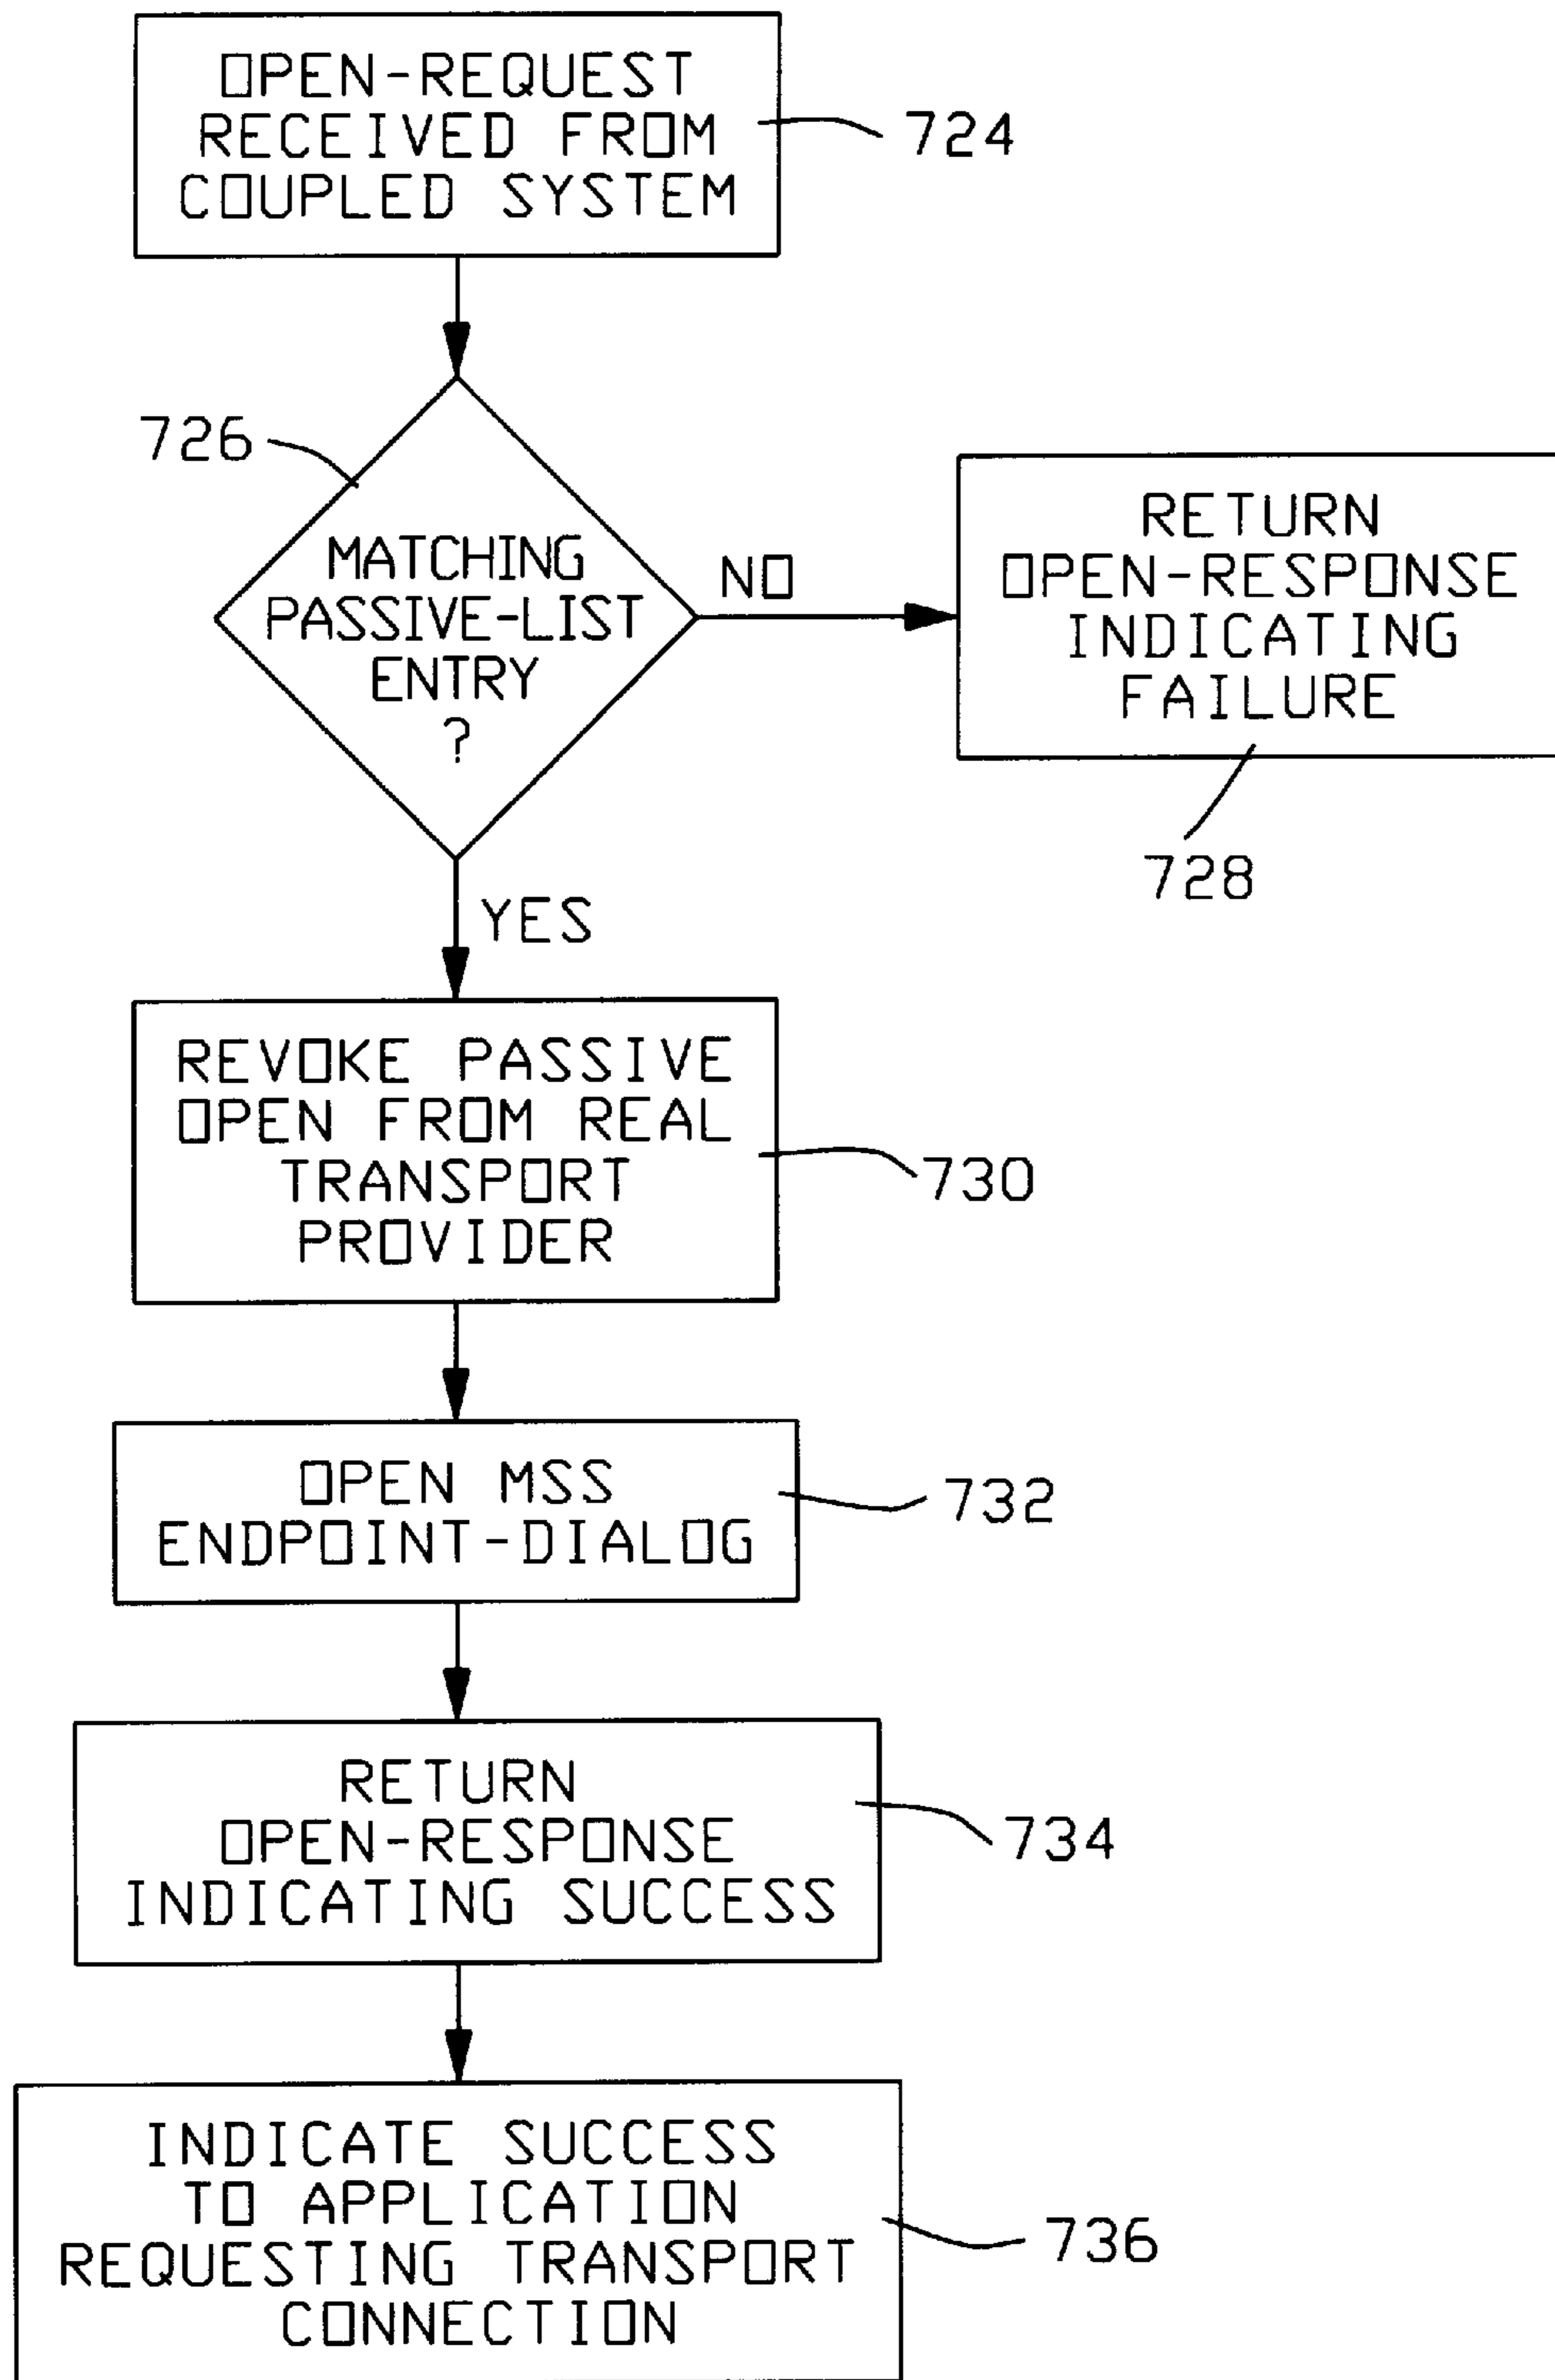 OPEN-REQUEST
RECEIVED FROM
COUPLED SYSTEM
724
726
MATCHING
PASSIVE-LIST
ENTRY
?
NO
RETURN
OPEN-RESPONSE
INDICATING
FAILURE
728
YES
REVOKE PASSIVE
OPEN FROM REAL
TRANSPORT
PROVIDER
730
OPEN MSS
ENDPOINT-DIALOG
732
RETURN
OPEN-RESPONSE
INDICATING SUCCESS
734
INDICATE SUCCESS
TO APPLICATION
REQUESTING TRANSPORT
CONNECTION
736